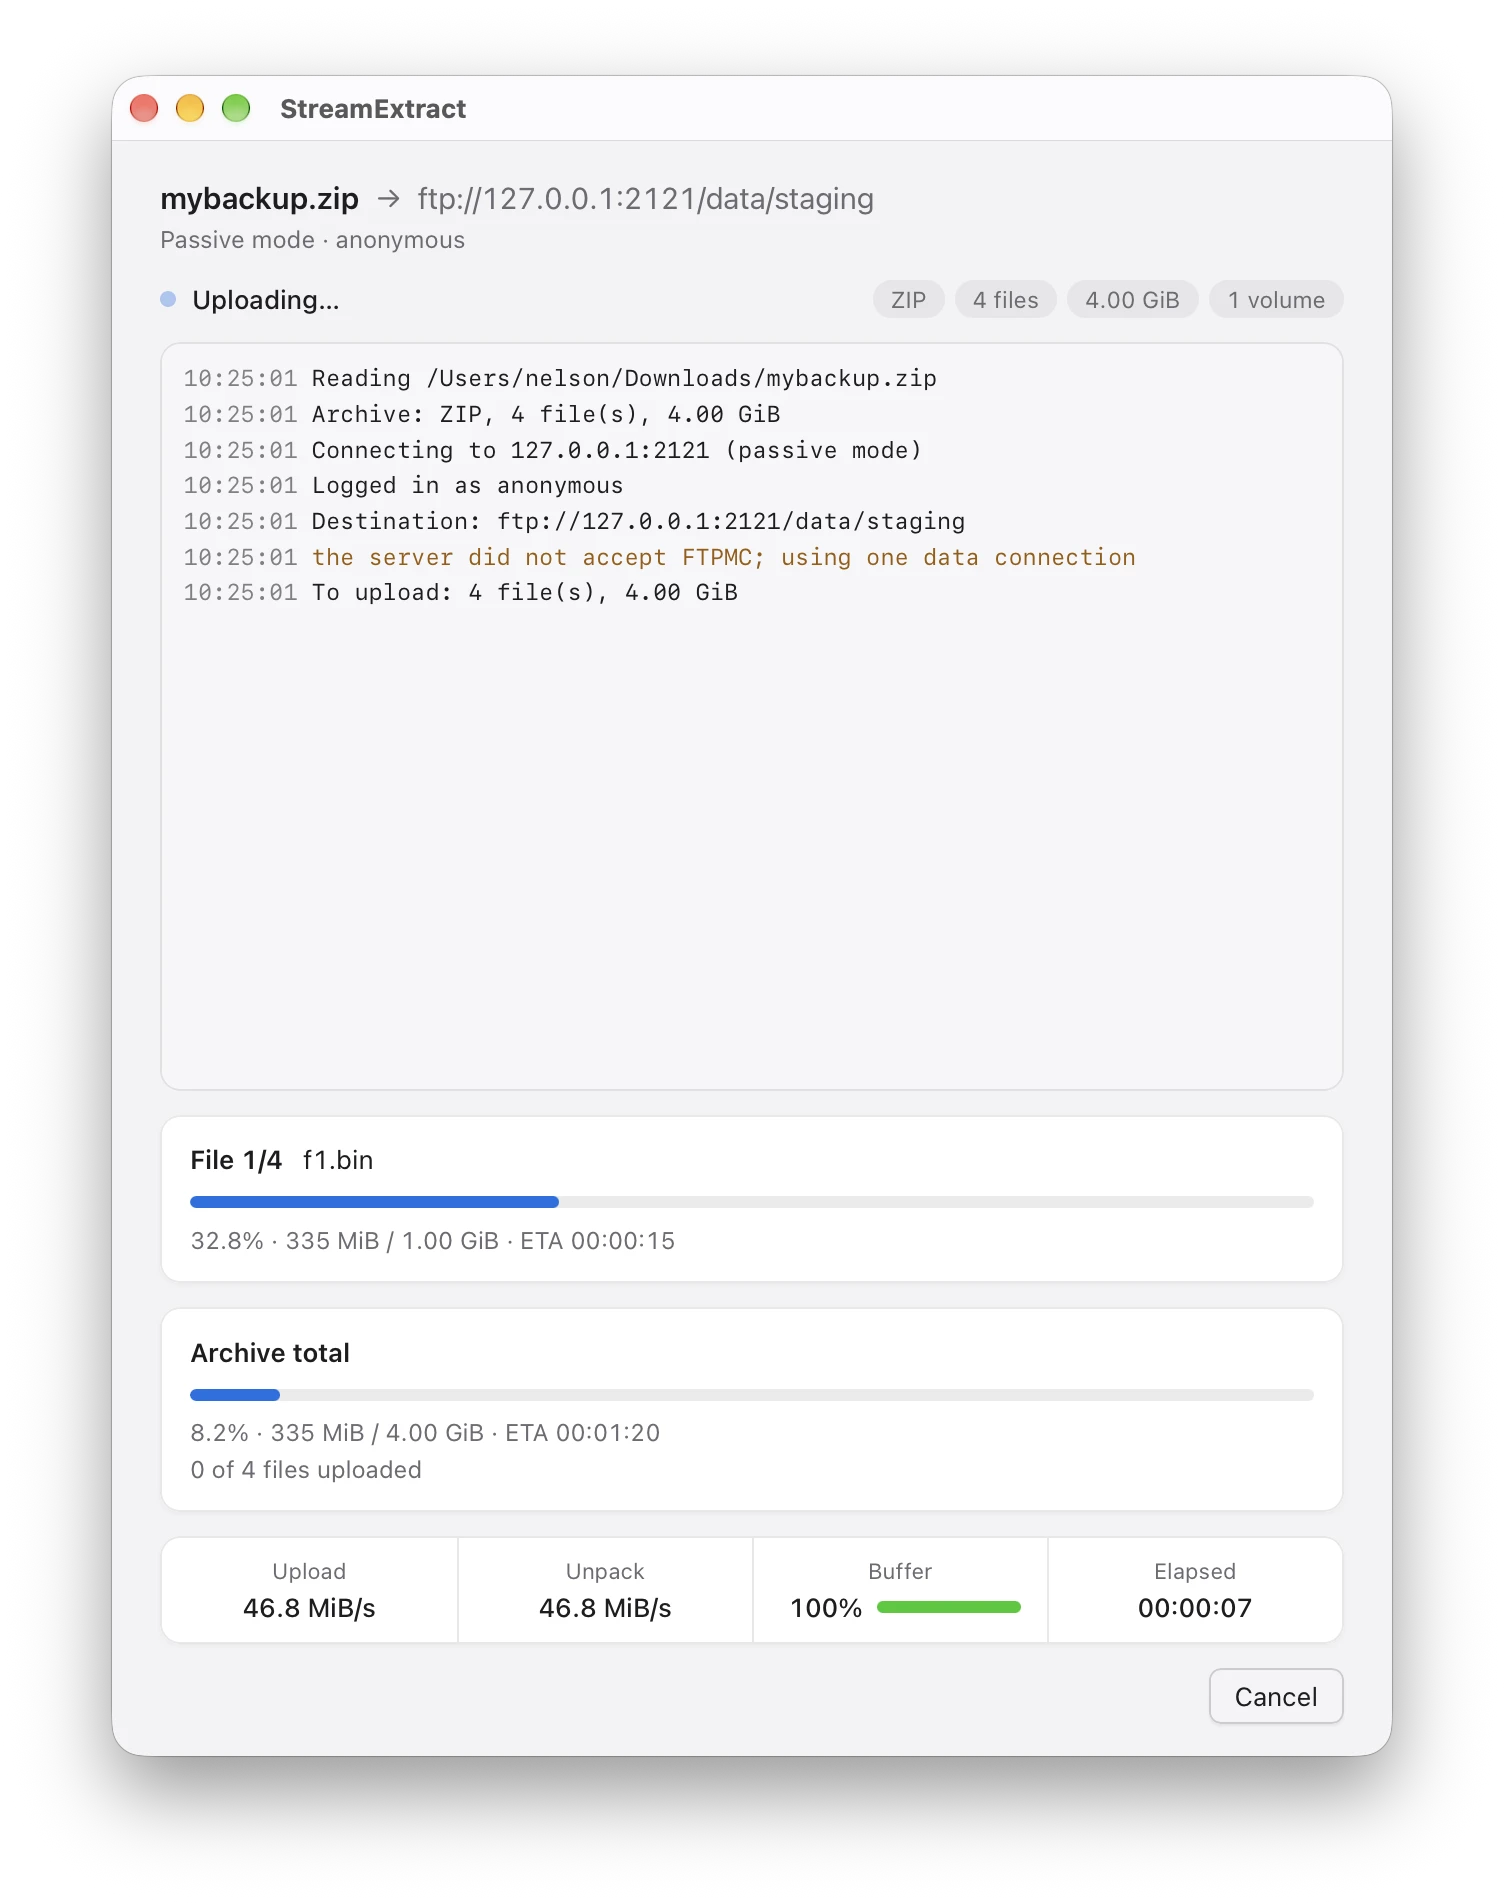 StreamExtract
mybackup.zip → ftp://127.0.0.1:2121/data/staging
Passive mode · anonymous
Uploading...
ZIP
4 files
4.00 GiB
1 volume
10:25:01 Reading /Users/nelson/Downloads/mybackup.zip
10:25:01 Archive: ZIP, 4 file(s), 4.00 GiB
10:25:01 Connecting to 127.0.0.1:2121 (passive mode)
10:25:01 Logged in as anonymous
10:25:01 Destination: ftp://127.0.0.1:2121/data/staging
10:25:01 the server did not accept FTPMC; using one data connection
10:25:01 To upload: 4 file(s), 4.00 GiB
File 1/4 f1.bin
32.8% · 335 MiB / 1.00 GiB · ETA 00:00:15
Archive total
8.2% · 335 MiB / 4.00 GiB · ETA 00:01:20
0 of 4 files uploaded
Upload
46.8 MiB/s
Unpack
46.8 MiB/s
Buffer
100%
Elapsed
00:00:07
Cancel